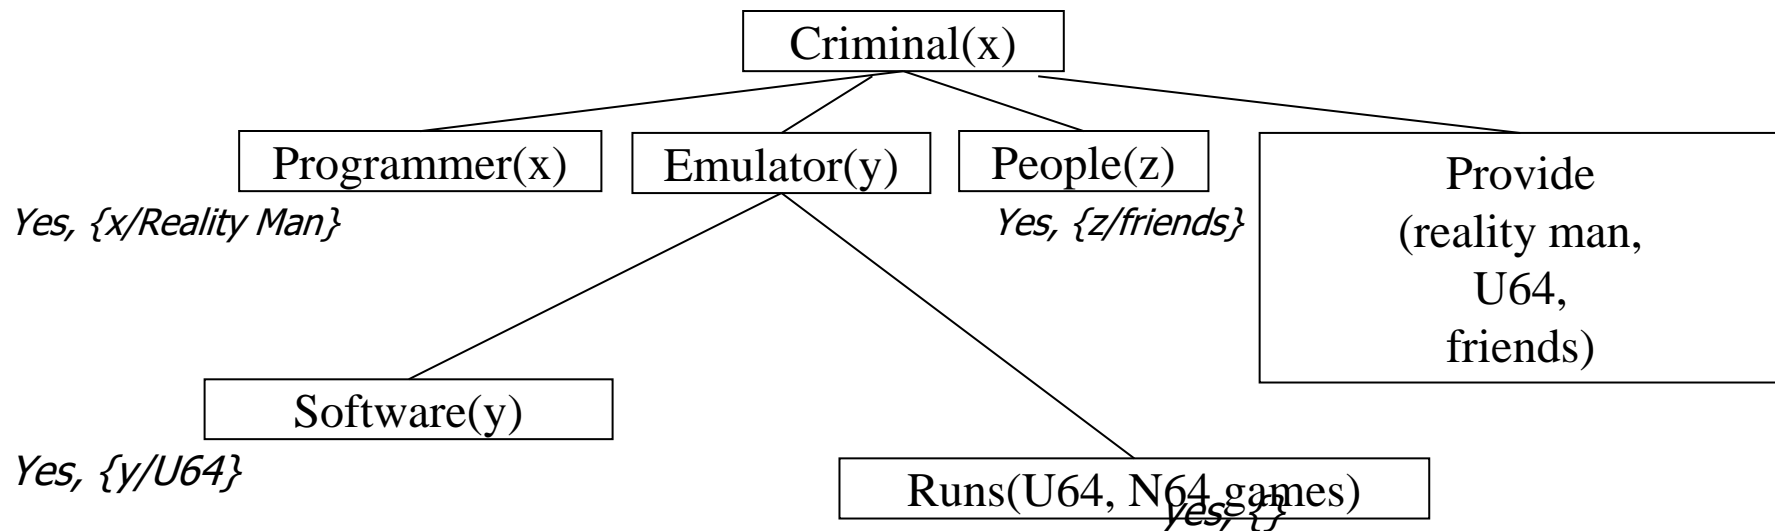 Criminal(x)
Programmer(x)
Emulator(y)
People(z)
Provide
(reality man,
U64,
friends)
Yes, {x/Reality Man}
Yes, {z/friends}
Software(y)
Yes, {y/U64}
Runs(U64, N64 games)
yes, {}